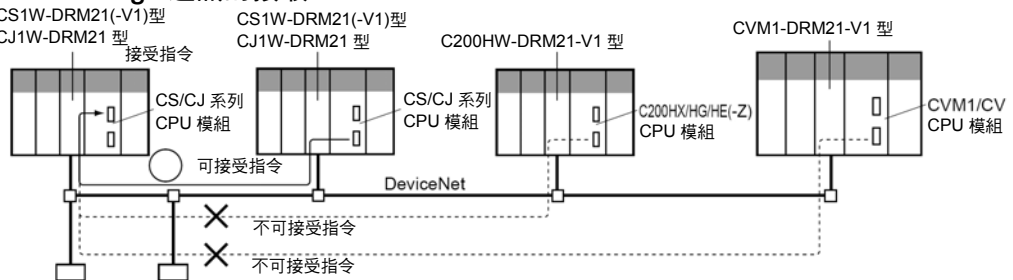 CS1W-DRM21(-V1)型
CJ1W-DRM21 型
接受指令
CS1W-DRM21(-V1)型
CJ1W-DRM21 型
C200HW-DRM21-V1 型
CVM1-DRM21-V1 型
CS/CJ 系列
CPU 模組
CS/CJ 系列
CPU 模組
C200HX/HG/HE(-Z)
CPU 模組
CVM1/CV
CPU 模組
可接受指令
DeviceNet
不可接受指令
不可接受指令